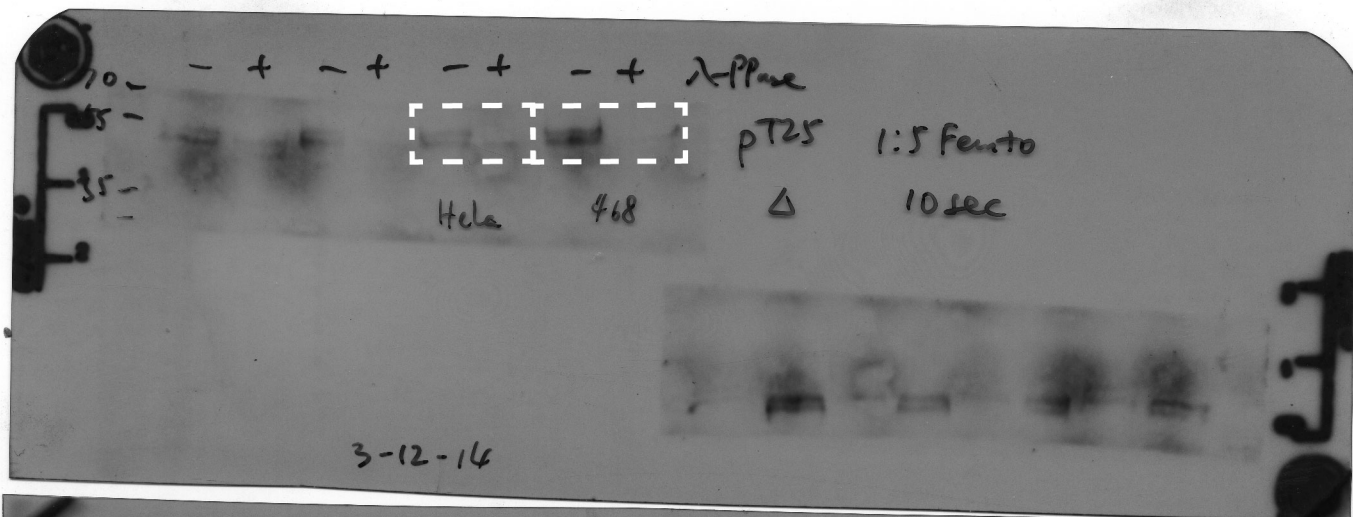 - + - + - + - + λ-PPase
70 -
55 -
pT25 1:5 Femto
35 -
-
Hela 468 Δ 10 sec
3-12-14